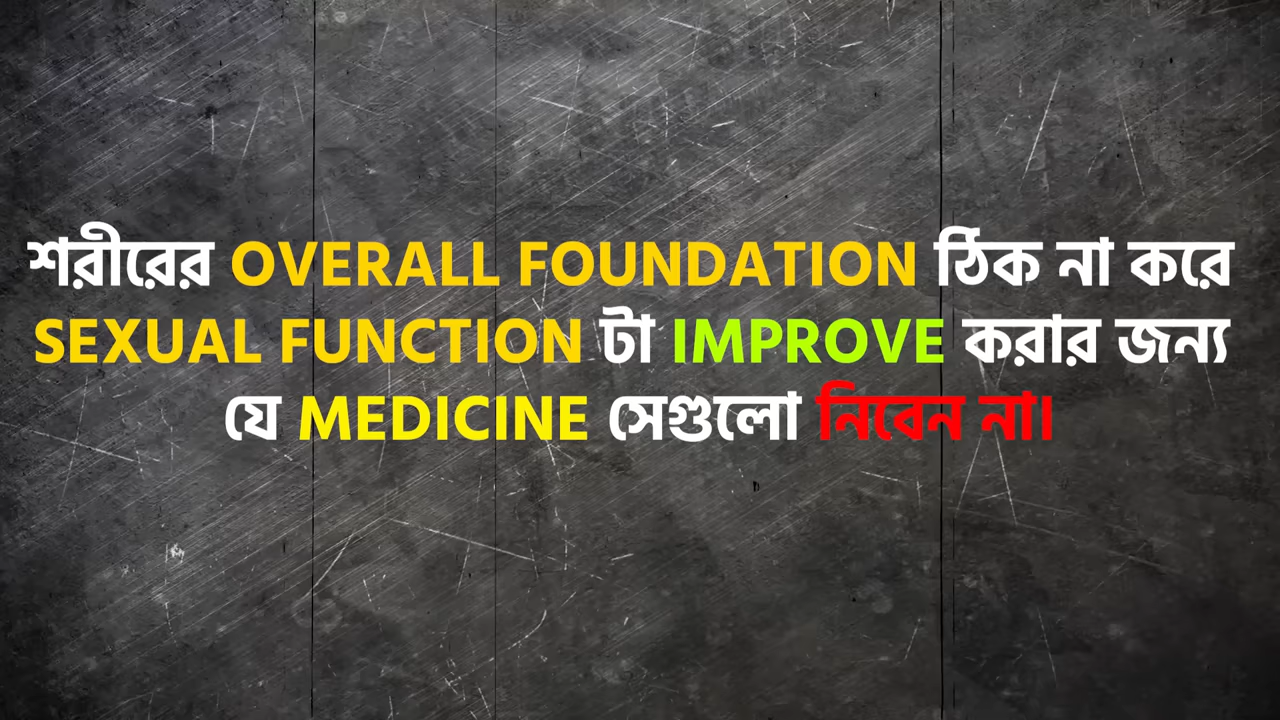 শরীরের OVERALL FOUNDATION ঠিক না করে
SEXUAL FUNCTION টা IMPROVE করার জন্য
যে MEDICINE সেগুলো নিবেন না।